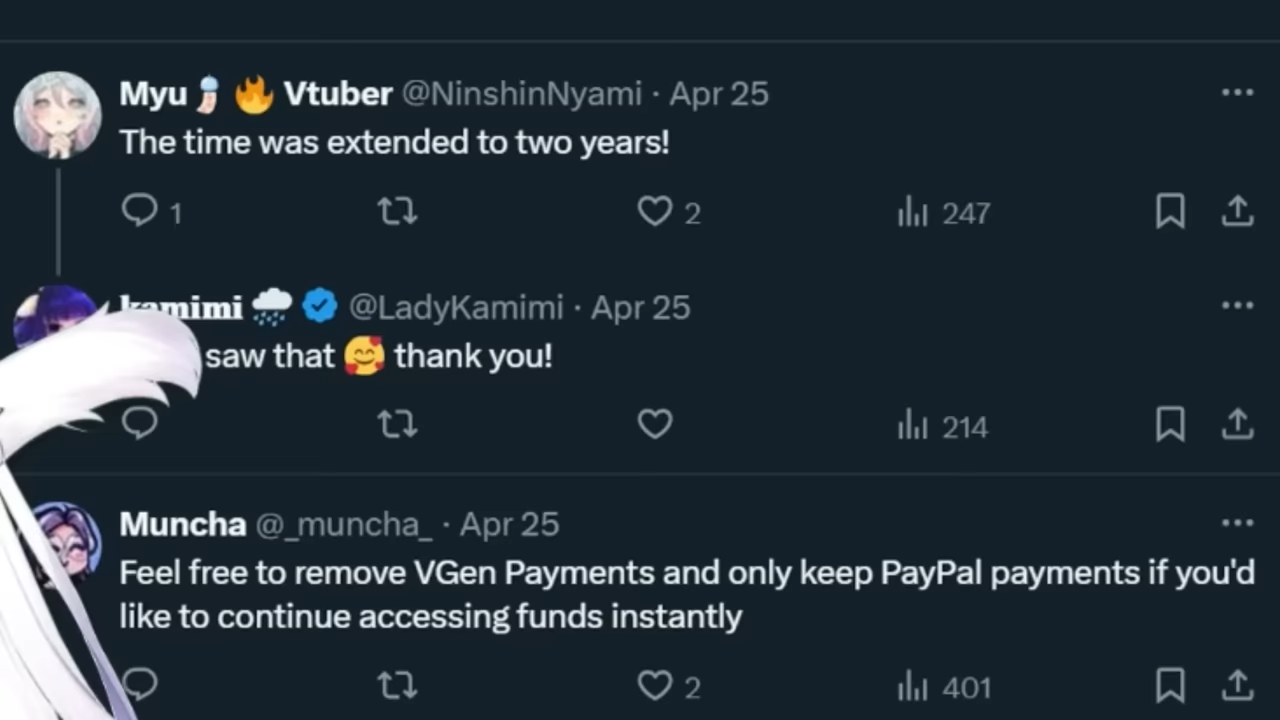 Myu 🔥 Vtuber @NinshinNyami · Apr 25
The time was extended to two years!
1 2 247
kamimi 🌧️ @LadyKamimi · Apr 25
saw that 🥰 thank you!
214
Muncha @_muncha_ · Apr 25
Feel free to remove VGen Payments and only keep PayPal payments if you'd
like to continue accessing funds instantly
2 401